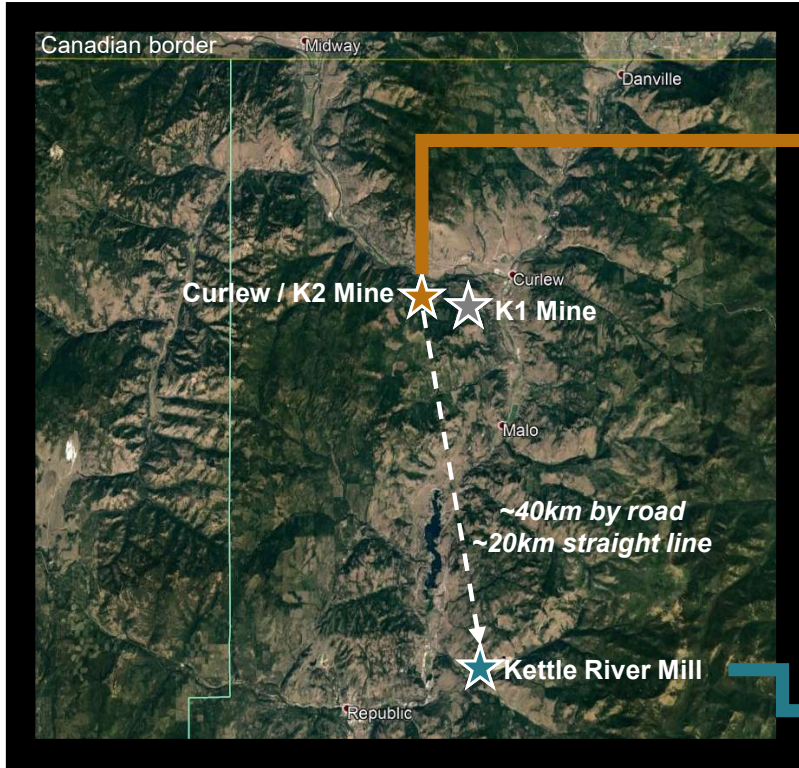 Canadian border
Midway
Danville
Curlew / K2 Mine
Curlew
K1 Mine
Malo
~40km by road
~20km straight line
Kettle River Mill
Republic